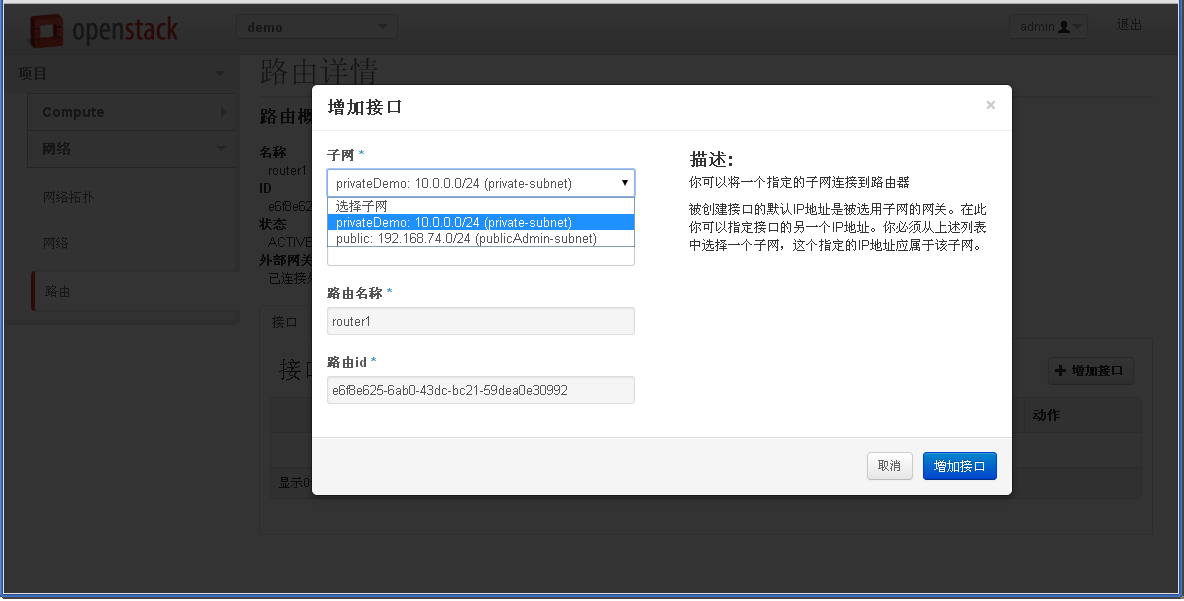 openstack
demo
admin
退出
项目
Compute
网络
网络拓扑
网络
路由
路由详情
路由概
名称
router1
ID
e6f8e62
状态
ACTIVE
外部网关
已连接
接口
接口
增加接口
动作
显示0
增加接口
×
子网 *
privateDemo: 10.0.0.0/24 (private-subnet)
选择子网
privateDemo: 10.0.0.0/24 (private-subnet)
public: 192.168.74.0/24 (publicAdmin-subnet)
路由名称 *
router1
路由id *
e6f8e625-6ab0-43dc-bc21-59dea0e30992
描述:
你可以将一个指定的子网连接到路由器
被创建接口的默认IP地址是被选用子网的网关。在此
你可以指定接口的另一个IP地址。你必须从上述列表
中选择一个子网，这个指定的IP地址应属于该子网。
取消
增加接口